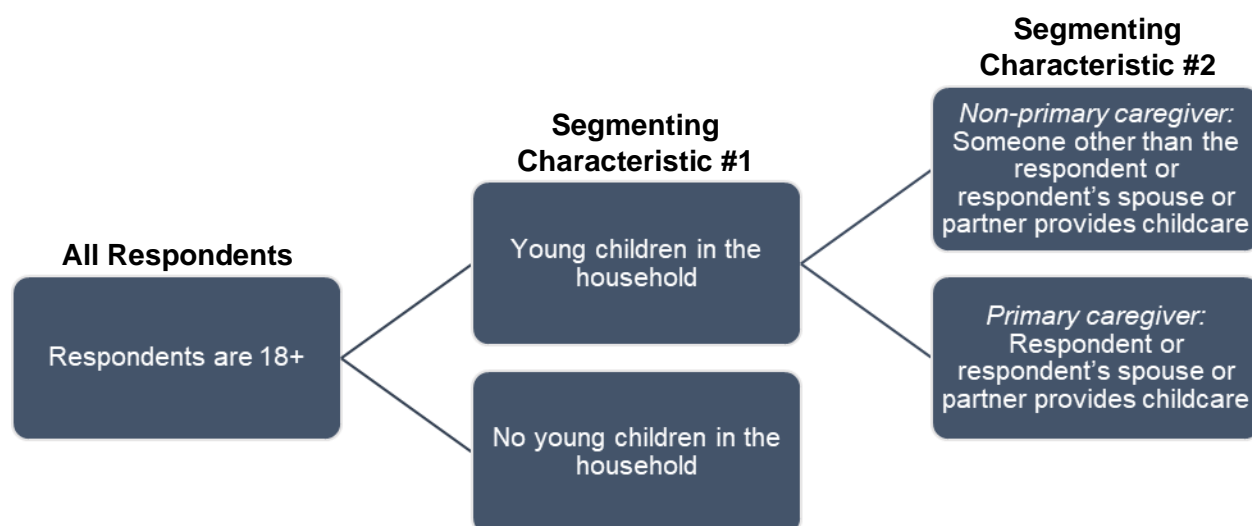 All Respondents
Respondents are 18+
Segmenting
Characteristic #1
Young children in the
household
No young children in the
household
Segmenting
Characteristic #2
Non-primary caregiver:
Someone other than the
respondent or
respondent’s spouse or
partner provides childcare
Primary caregiver:
Respondent or
respondent’s spouse or
partner provides childcare